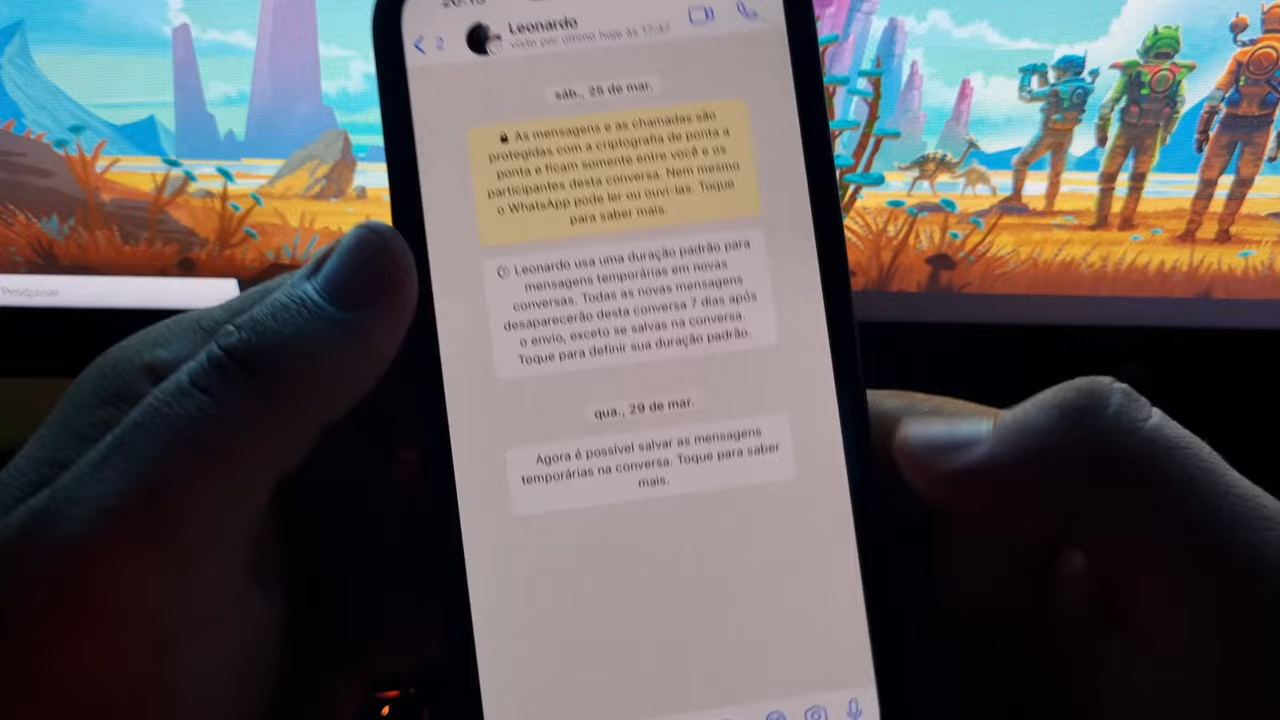 Leonardo
visto por último hoje às 17:47
2
sáb., 25 de mar.
As mensagens e as chamadas são
protegidas com a criptografia de ponta a
ponta e ficam somente entre você e os
participantes desta conversa. Nem mesmo
o WhatsApp pode ler ou ouvi-las. Toque
para saber mais.
Leonardo usa uma duração padrão para
mensagens temporárias em novas
conversas. Todas as novas mensagens
desaparecerão desta conversa 7 dias após
o envio, exceto se salvas na conversa.
Toque para definir sua duração padrão.
Pesquisar
qua., 29 de mar.
Agora é possível salvar as mensagens
temporárias na conversa. Toque para saber
mais.